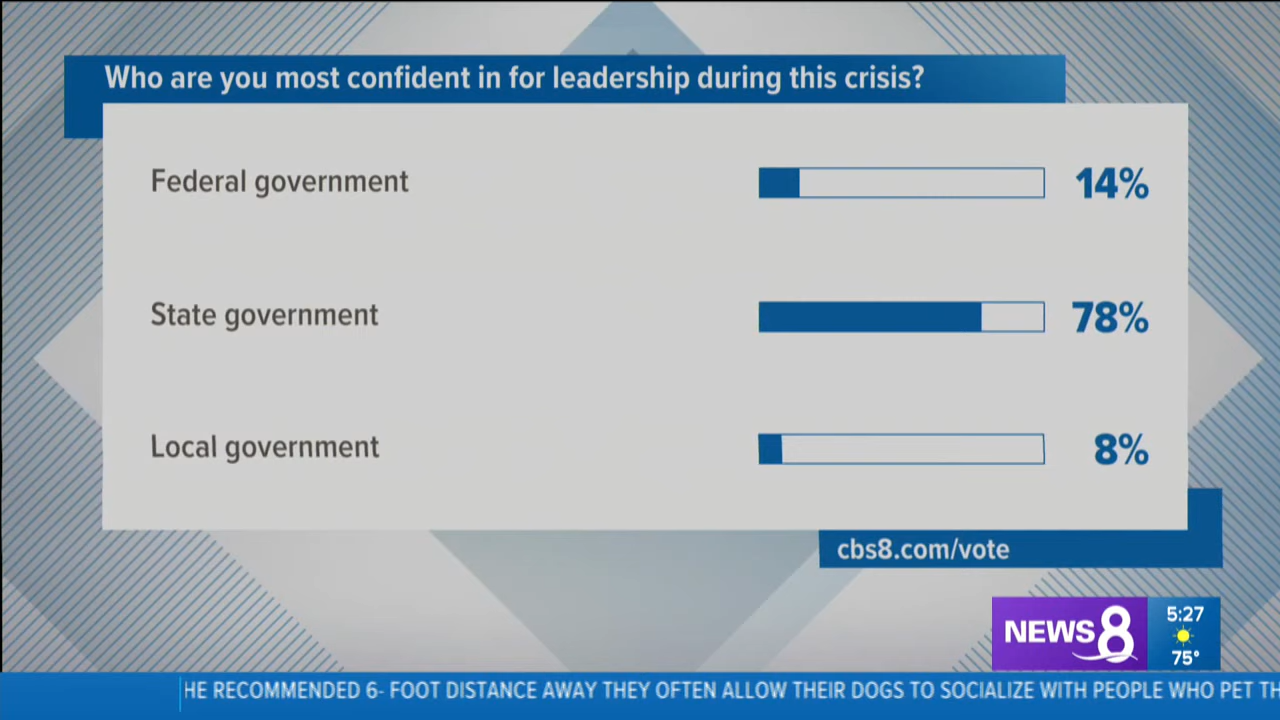 Who are you most confident in for leadership during this crisis?
Federal government 14%
State government 78%
Local government 8%
cbs8.com/vote
NEWS 8 5:27
75°
HE RECOMMENDED 6- FOOT DISTANCE AWAY THEY OFTEN ALLOW THEIR DOGS TO SOCIALIZE WITH PEOPLE WHO PET TH